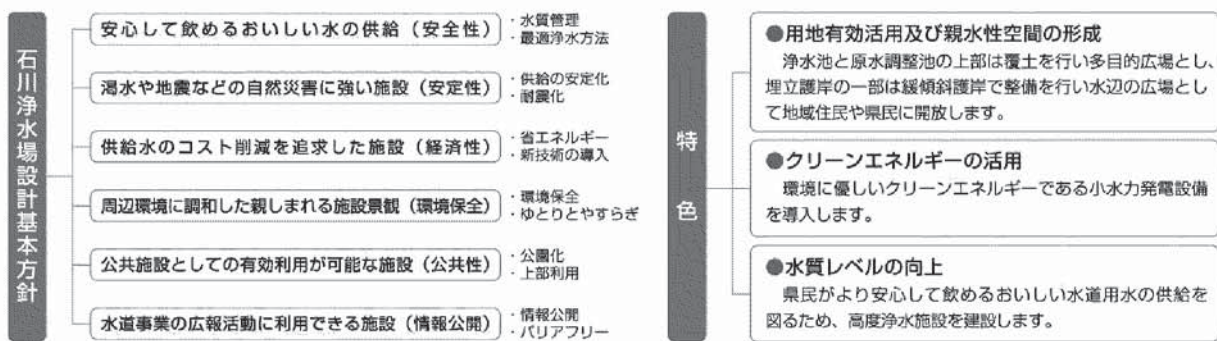 石川浄水場設計基本方針
安心して飲めるおいしい水の供給（安全性）
・水質管理
・最適浄水方法
渇水や地震などの自然災害に強い施設（安定性）
・供給の安定化
・耐震化
供給水のコスト削減を追求した施設（経済性）
・省エネルギー
・新技術の導入
周辺環境に調和した親しまれる施設景観（環境保全）
・環境保全
・ゆとりとやすらぎ
公共施設としての有効利用が可能な施設（公共性）
・公園化
・上部利用
水道事業の広報活動に利用できる施設（情報公開）
・情報公開
・バリアフリー
特色
●用地有効活用及び親水性空間の形成
浄水池と原水調整池の上部は覆土を行い多目的広場とし、
埋立護岸の一部は緩傾斜護岸で整備を行い水辺の広場とし
て地域住民や県民に開放します。
●クリーンエネルギーの活用
環境に優しいクリーンエネルギーである小水力発電設備
を導入します。
●水質レベルの向上
県民がより安心して飲めるおいしい水道用水の供給を
図るため、高度浄水施設を建設します。